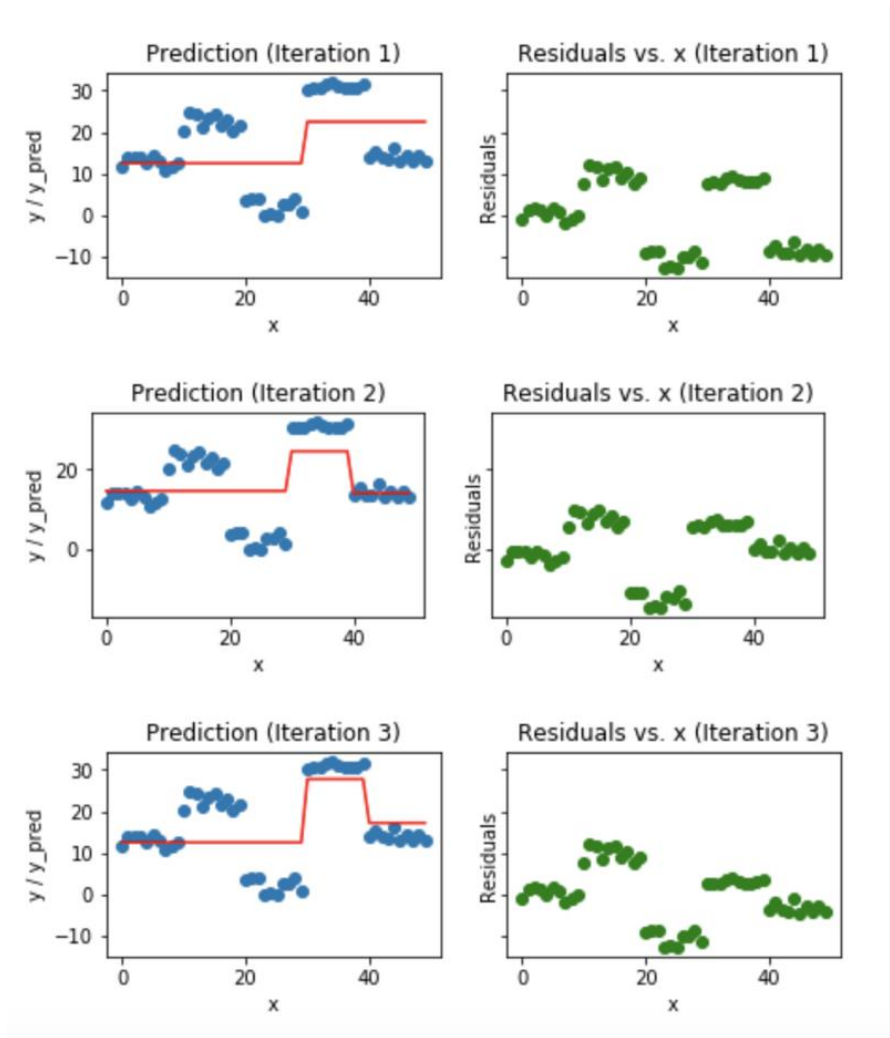 Prediction (Iteration 1)
y / y_pred
30
20
10
0
−10
0 20 40
x
Residuals vs. x (Iteration 1)
Residuals
0 20 40
x
Prediction (Iteration 2)
y / y_pred
20
0
0 20 40
x
Residuals vs. x (Iteration 2)
Residuals
0 20 40
x
Prediction (Iteration 3)
y / y_pred
30
20
10
0
−10
0 20 40
x
Residuals vs. x (Iteration 3)
Residuals
0 20 40
x